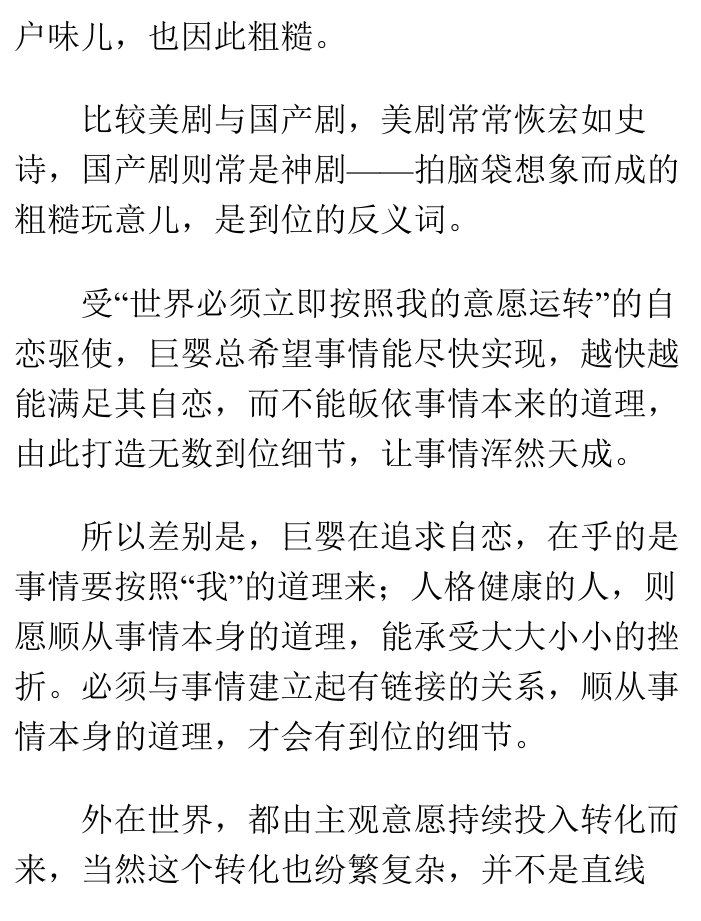 户味儿，也因此粗糙。
比较美剧与国产剧，美剧常常恢宏如史
诗，国产剧则常是神剧——拍脑袋想象而成的
粗糙玩意儿，是到位的反义词。
受“世界必须立即按照我的意愿运转”的自
恋驱使，巨婴总希望事情能尽快实现，越快越
能满足其自恋，而不能皈依事情本来的道理，
由此打造无数到位细节，让事情浑然天成。
所以差别是，巨婴在追求自恋，在乎的是
事情要按照“我”的道理来；人格健康的人，则
愿顺从事情本身的道理，能承受大大小小的挫
折。必须与事情建立起有链接的关系，顺从事
情本身的道理，才会有到位的细节。
外在世界，都由主观意愿持续投入转化而
来，当然这个转化也纷繁复杂，并不是直线